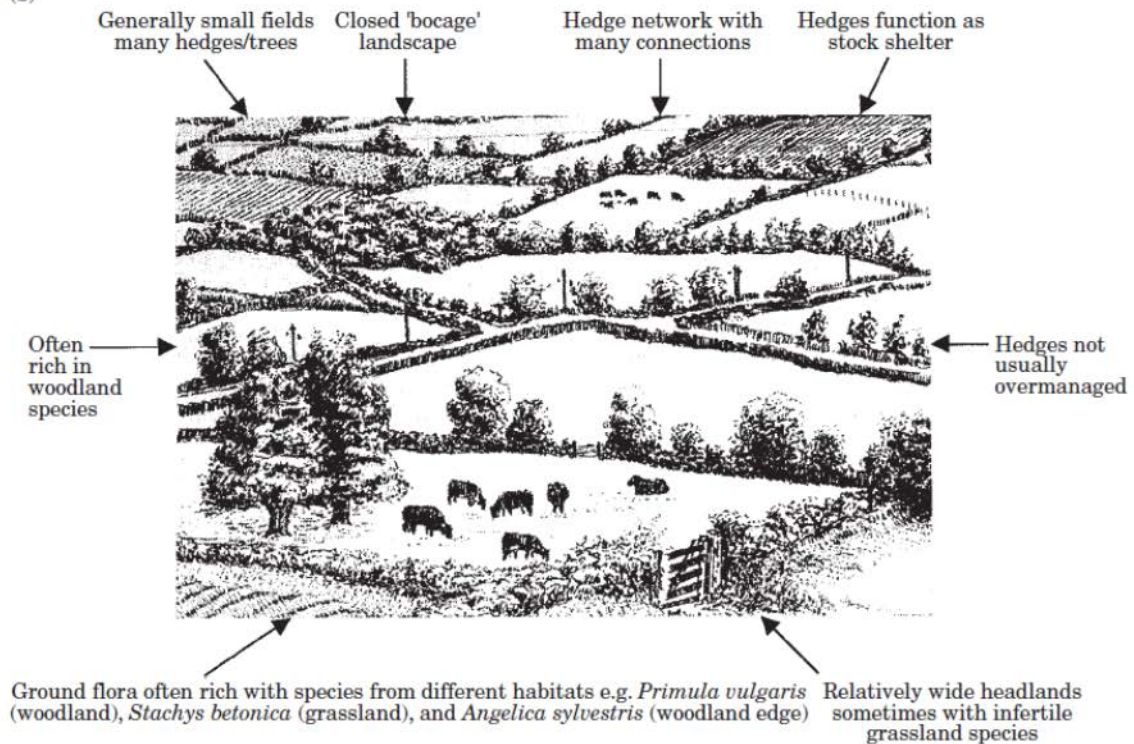 Generally small fields
many hedges/trees
Closed 'bocage'
landscape
Hedge network with
many connections
Hedges function as
stock shelter
Often
rich in
woodland
species
Hedges not
usually
overmanaged
Ground flora often rich with species from different habitats e.g. Primula vulgaris
(woodland), Stachys betonica (grassland), and Angelica sylvestris (woodland edge)
Relatively wide headlands
sometimes with infertile
grassland species